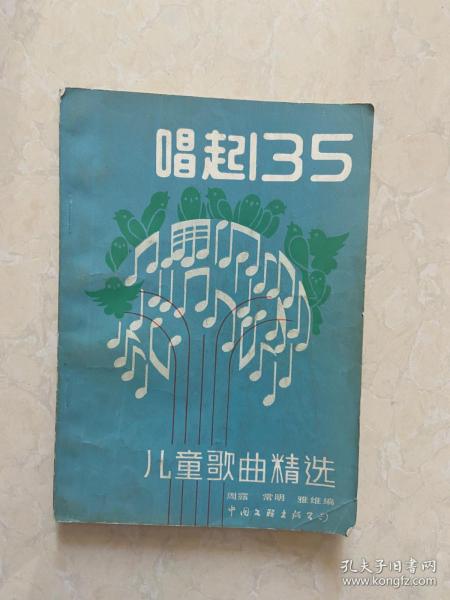 唱起135
儿童歌曲精选
周露 常明 雅维编
中国文联出版公司
孔夫子旧书网
www.kongfz.com